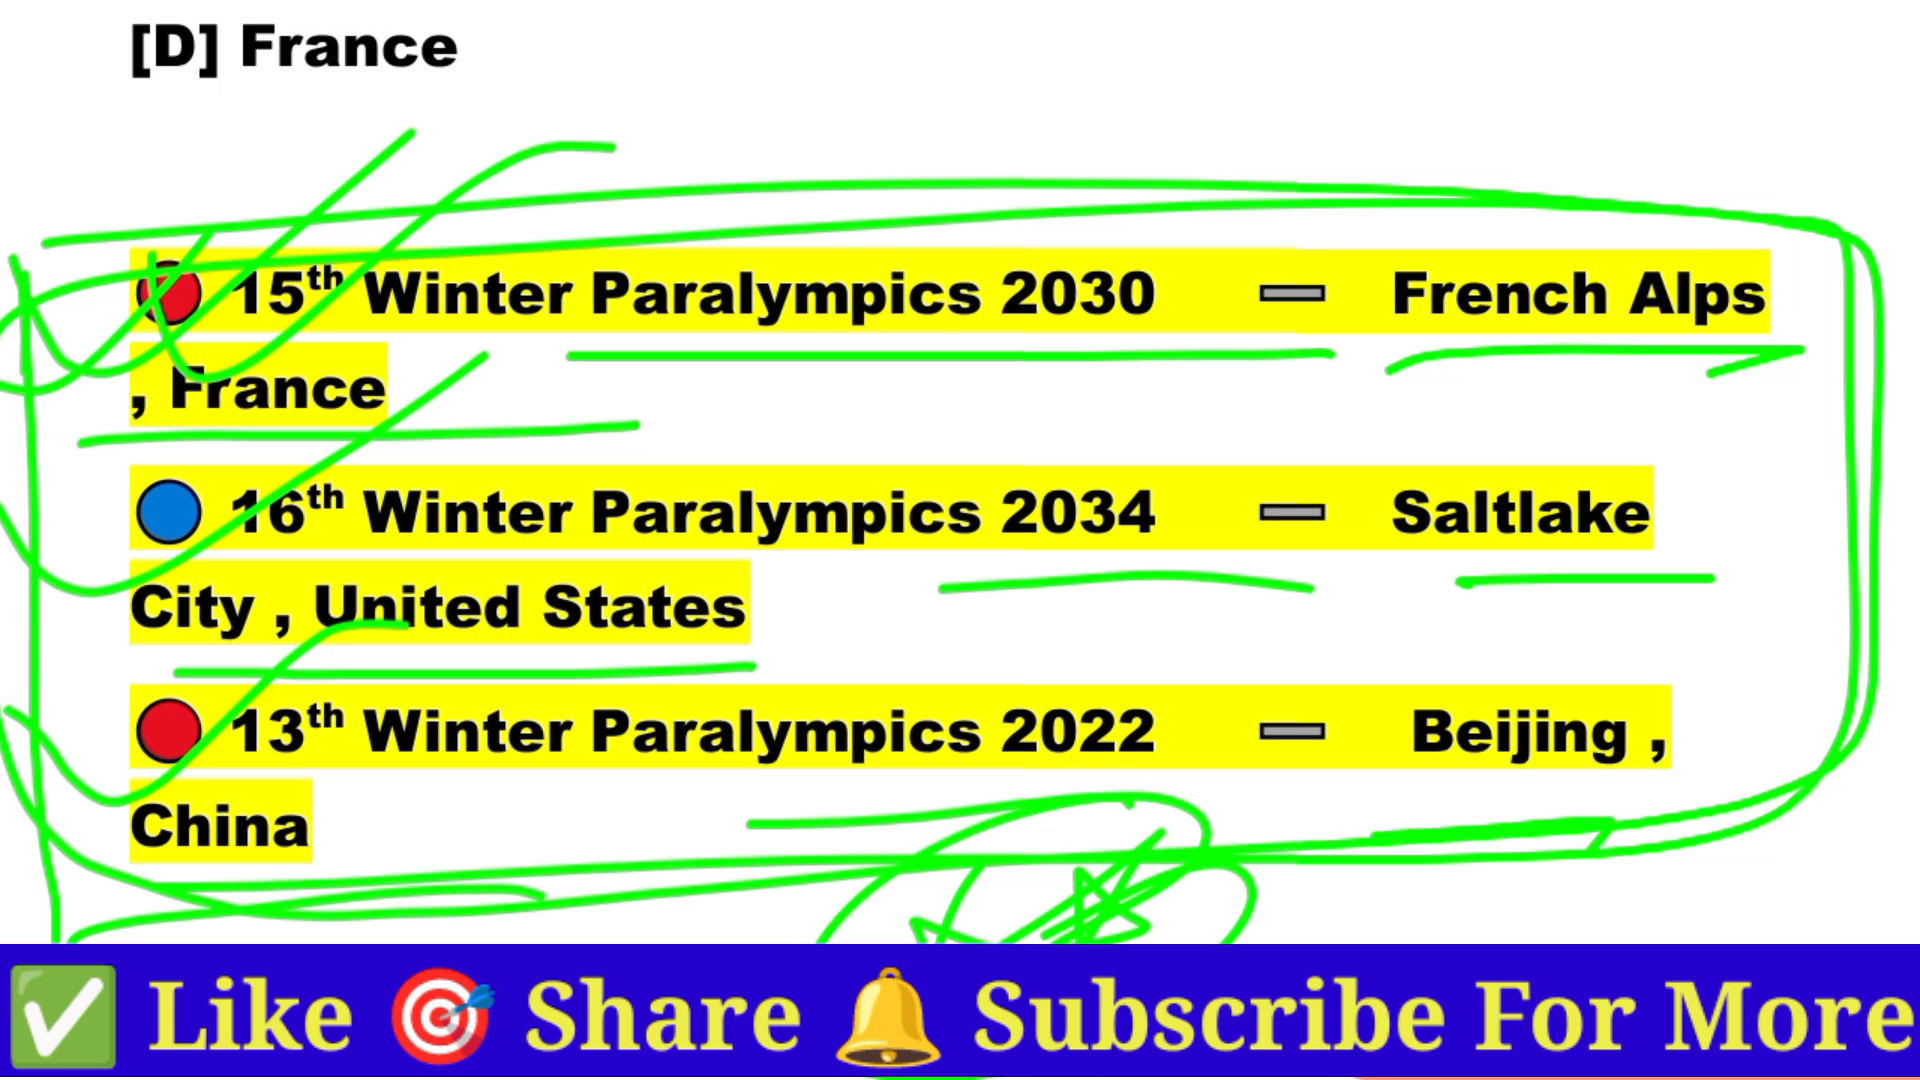 [D] France
15th Winter Paralympics 2030 — French Alps
, France
16th Winter Paralympics 2034 — Saltlake
City , United States
13th Winter Paralympics 2022 — Beijing ,
China
✅ Like 🎯 Share 🔔 Subscribe For More